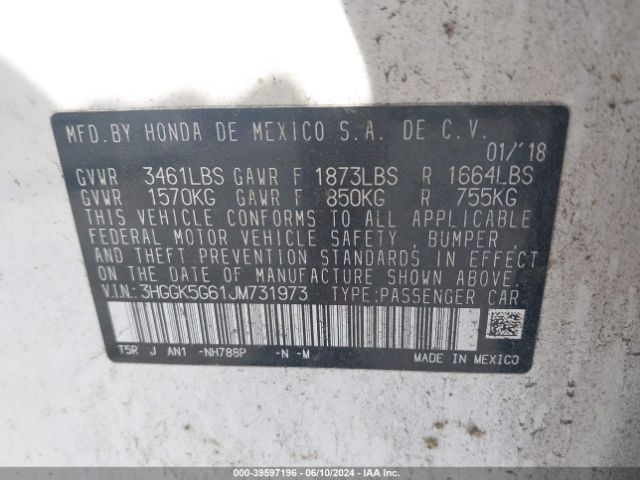 MFD. BY HONDA DE MEXICO S.A. DE C.V.
01/'18
GVWR 3461LBS GAWR F 1873LBS R 1664LBS
GVWR 1570KG GAWR F 850KG R 755KG
THIS VEHICLE CONFORMS TO ALL APPLICABLE
FEDERAL MOTOR VEHICLE SAFETY , BUMPER ,
AND THEFT PREVENTION STANDARDS IN EFFECT
ON THE DATE OF MANUFACTURE SHOWN ABOVE.
VIN: 3HGGK5G61JM731973 TYPE: PASSENGER CAR
T5R J AN1 -NH788P -N -M
MADE IN MEXICO
000-39597196 - 06/10/2024 - IAA Inc.